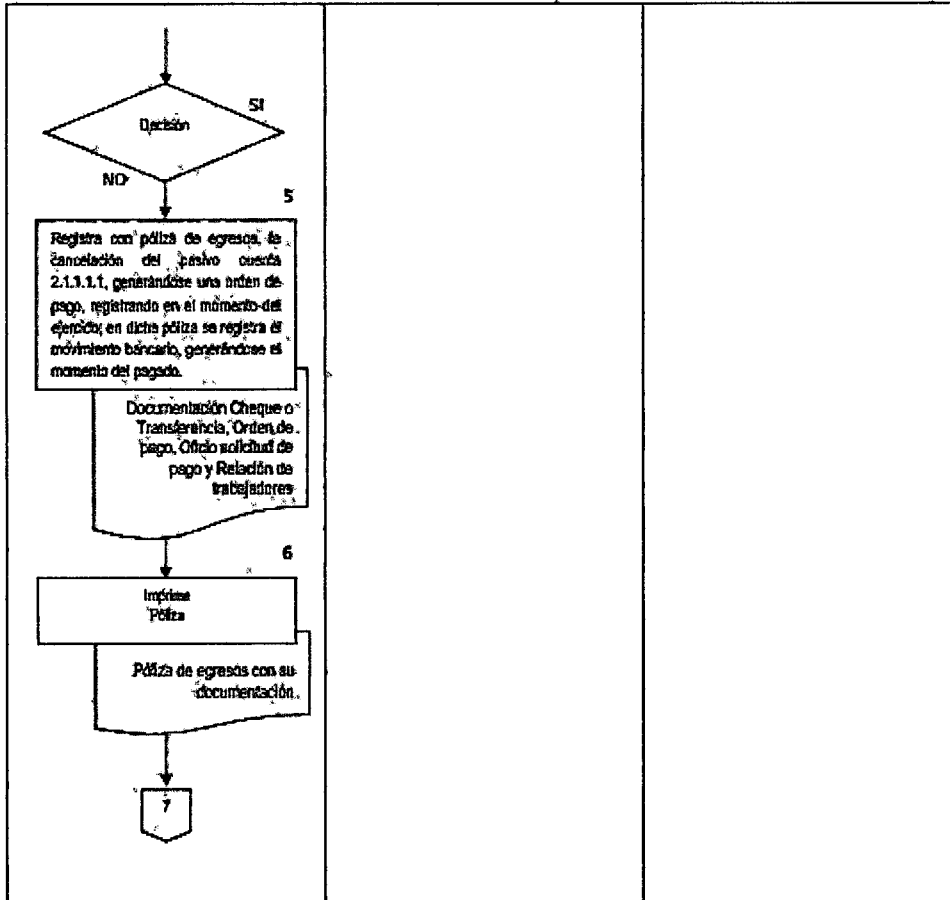 SI
Decisión
NO
5
Registra con póliza de egresos, la
cancelación del pasivo cuenta
2.1.1.1.1, generándose una orden de
pago, registrando en el momento del
ejercido; en dicha póliza se registra el
movimiento bancario, generándose el
momento del pagado.
Documentación Cheque o
Transferencia, Orden de
pago, Oficio solicitud de
pago y Relación de
trabajadores
6
Imprime
Póliza
Póliza de egresos con su
documentación.
7